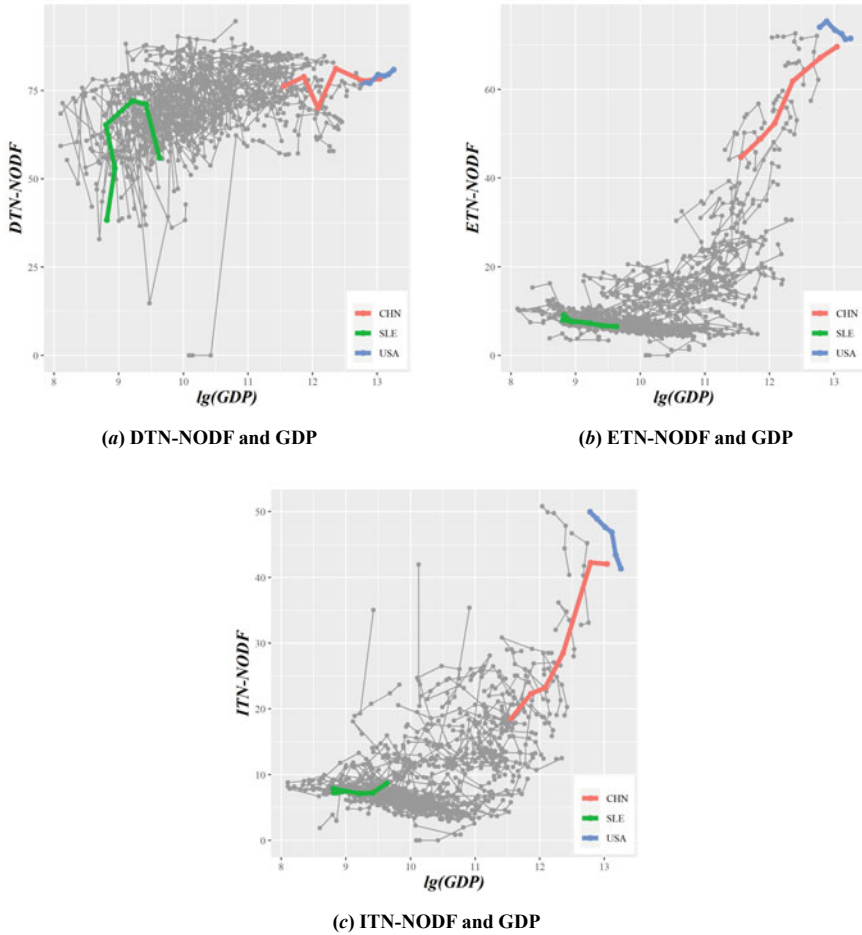 DTN-NODF
75
50
25
0
8
9
10
11
12
13
lg(GDP)
CHN
SLE
USA
(a) DTN-NODF and GDP
ETN-NODF
60
40
20
0
8
9
10
11
12
13
lg(GDP)
CHN
SLE
USA
(b) ETN-NODF and GDP
ITN-NODF
50
40
30
20
10
0
8
9
10
11
12
13
lg(GDP)
CHN
SLE
USA
(c) ITN-NODF and GDP